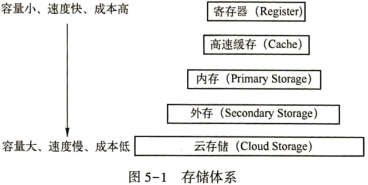 容量小、速度快、成本高
寄存器（Register）
高速缓存（Cache）
内存（Primary Storage）
外存（Secondary Storage）
容量大、速度慢、成本低
云存储（Cloud Storage）
图 5-1 存储体系